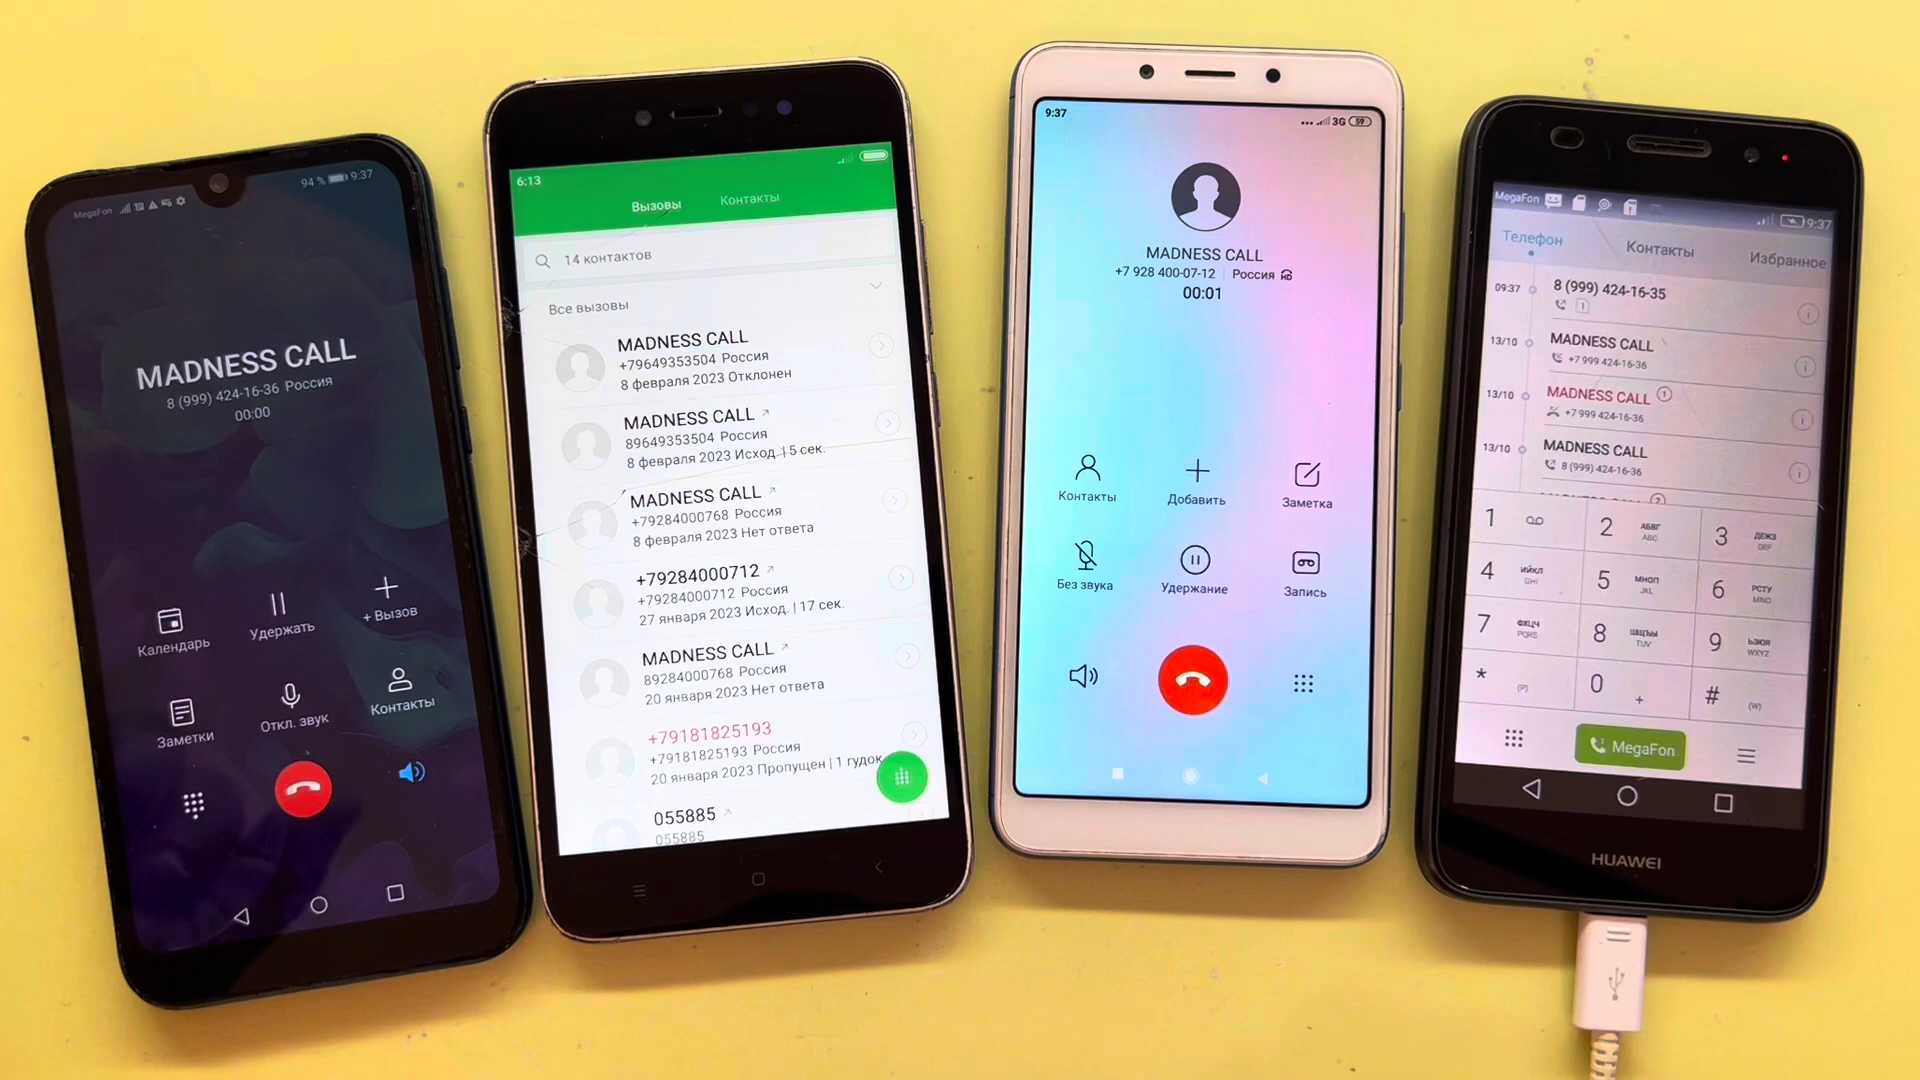 MegaFon
94 % 9:37
MADNESS CALL
8 (999) 424-16-36 Россия
00:00
Календарь
Удержать
+ Вызов
Заметки
Откл. звук
Контакты
6:13
Вызовы Контакты
14 контактов
Все вызовы
MADNESS CALL
+79649353504 Россия
8 февраля 2023 Отклонен
MADNESS CALL
89649353504 Россия
8 февраля 2023 Исход. | 5 сек.
MADNESS CALL
+79284000768 Россия
8 февраля 2023 Нет ответа
+79284000712
+79284000712 Россия
27 января 2023 Исход. | 17 сек.
MADNESS CALL
89284000768 Россия
20 января 2023 Нет ответа
+79181825193
+79181825193 Россия
20 января 2023 Пропущен | 1 гудок
055885
055885
9:37
3G 59
MADNESS CALL
+7 928 400-07-12 Россия HD
00:01
Контакты Добавить Заметка
Без звука Удержание Запись
MegaFon 9:37
Телефон Контакты Избранное
09:37 8 (999) 424-16-35
1
13/10 MADNESS CALL
+7 999 424-16-36
13/10 MADNESS CALL 1
+7 999 424-16-36
13/10 MADNESS CALL
8 (999) 424-16-36
MADNESS CALL 2
1 2 АБВГ ABC 3 ДЕЖЗ DEF
4 ИЙКЛ GHI 5 МНОП JKL 6 РСТУ MNO
7 ФХЦЧ PQRS 8 ШЩЪЫ TUV 9 ЬЭЮЯ WXYZ
* (P) 0 + # (W)
1 MegaFon
HUAWEI